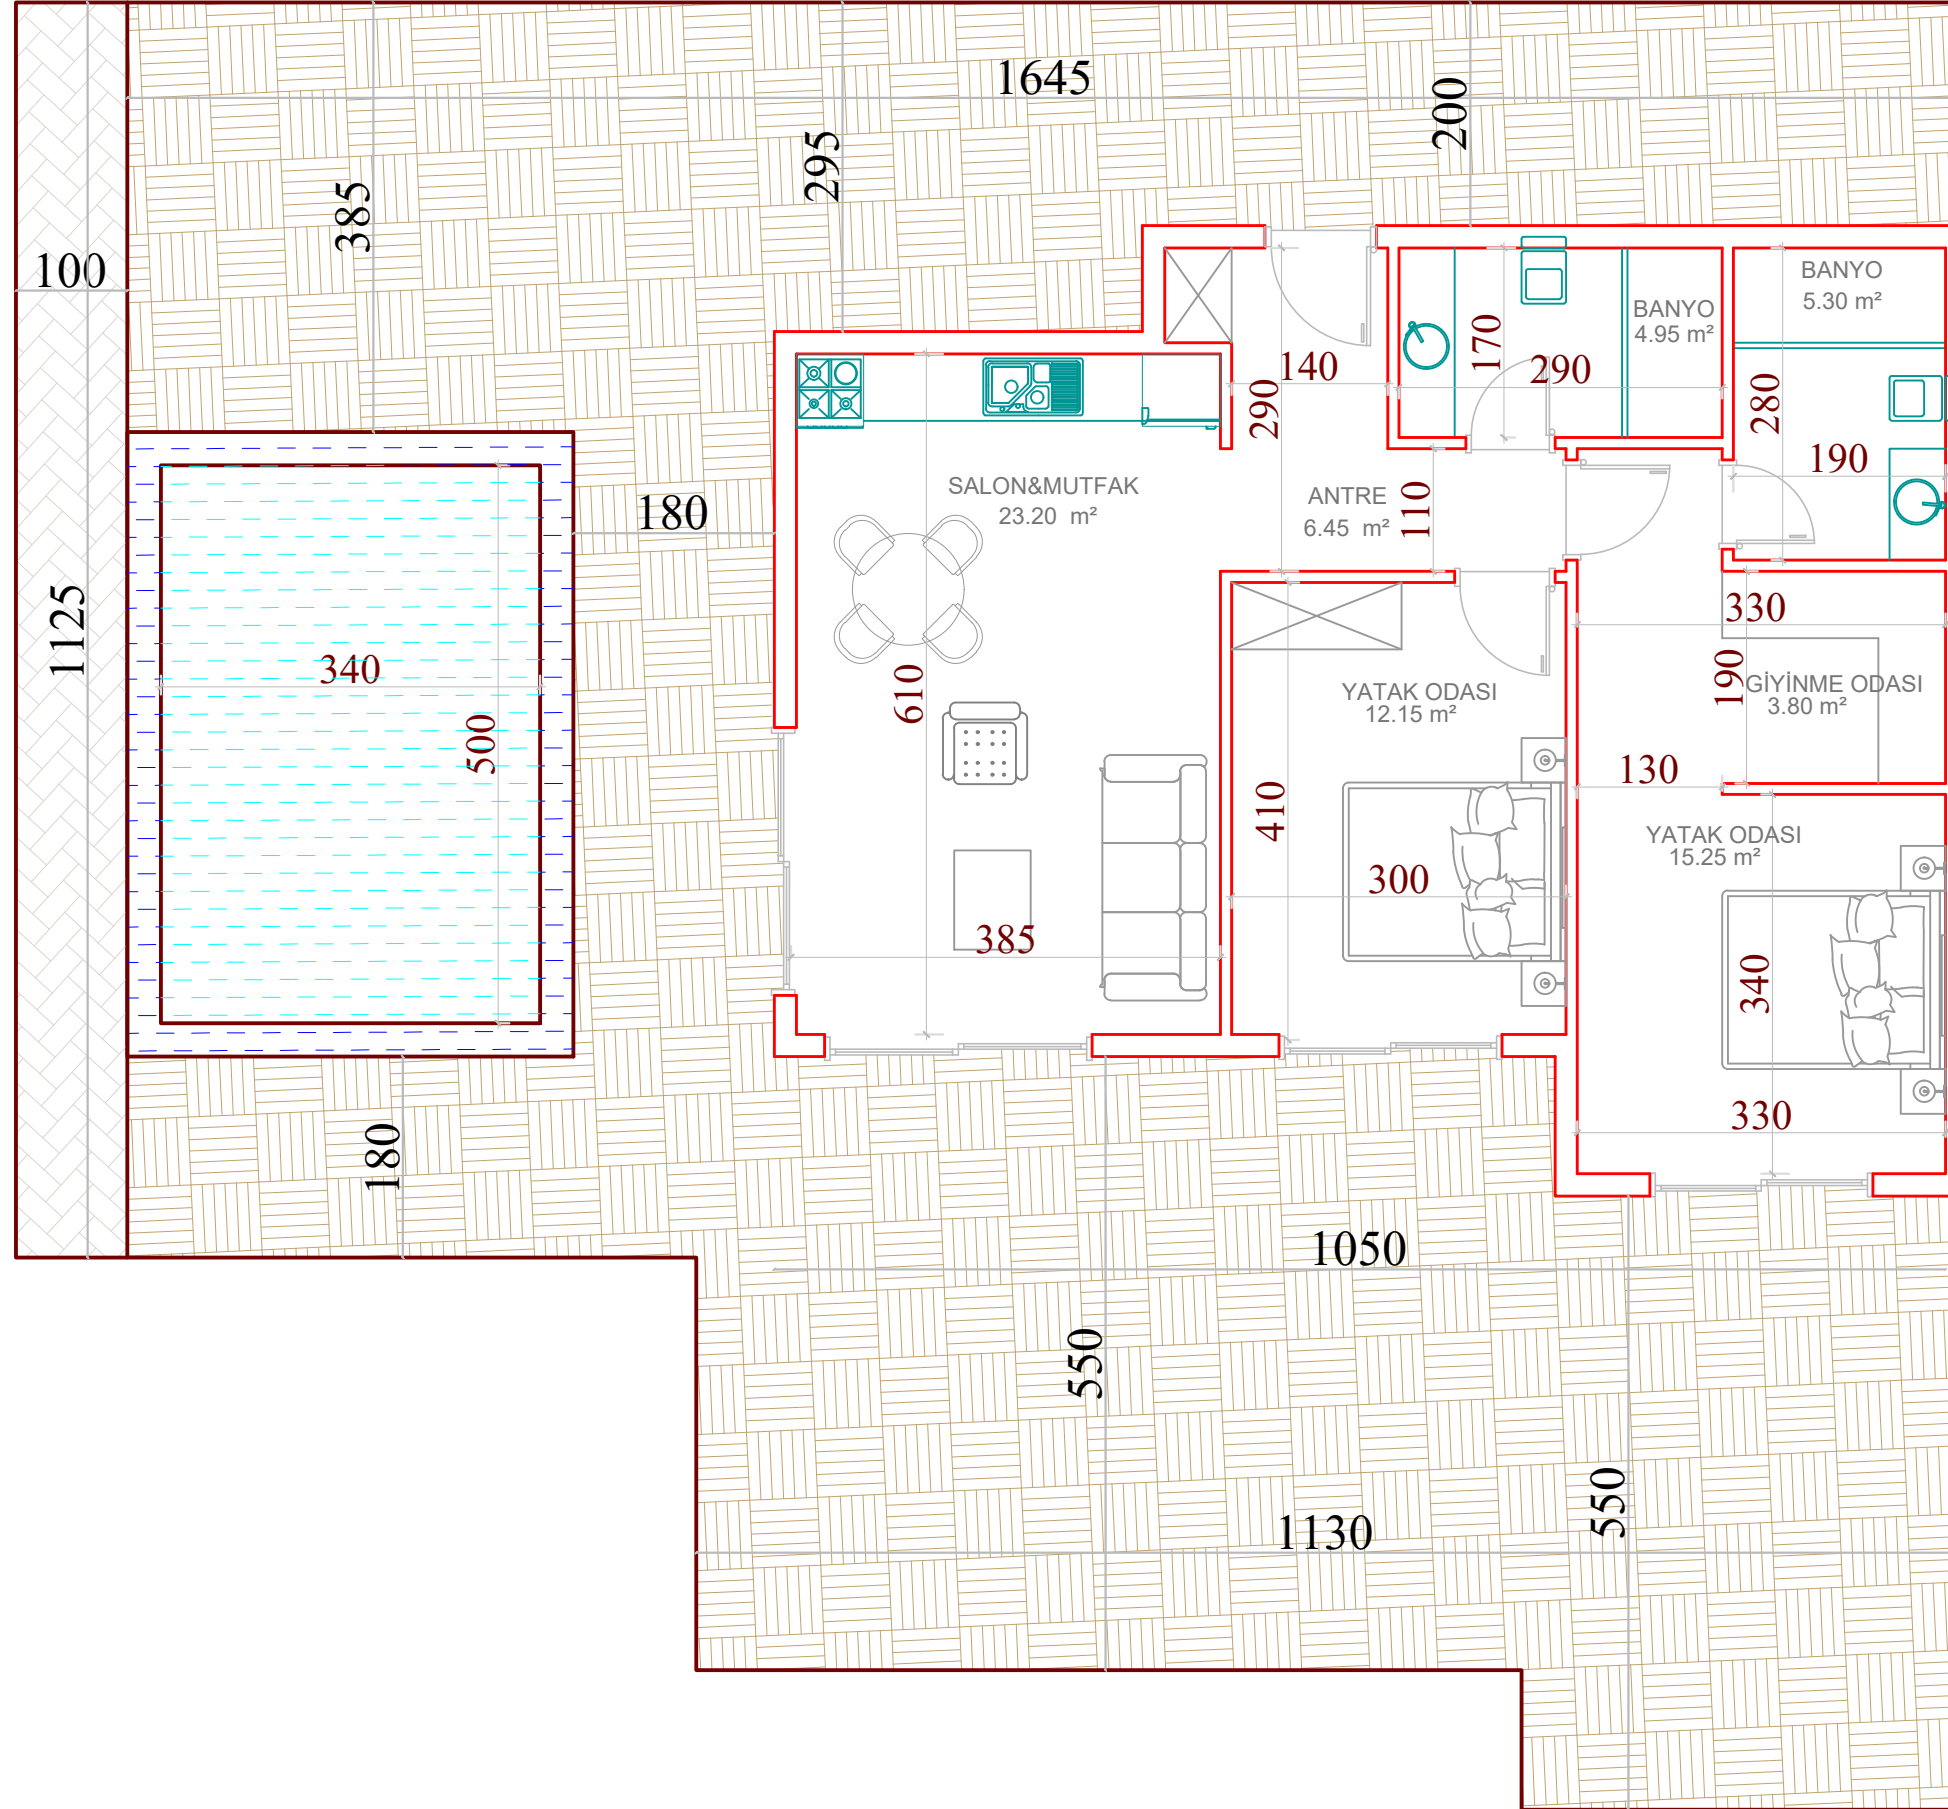 1645
200
295
385
100
BANYO
5.30 m²
BANYO
4.95 m²
170
140
290
290
280
190
SALON&MUTFAK
23.20 m²
ANTRE
6.45 m²
110
180
1125
340
500
610
330
190
GİYİNME ODASI
3.80 m²
YATAK ODASI
12.15 m²
130
410
300
YATAK ODASI
15.25 m²
385
340
330
180
1050
550
550
1130